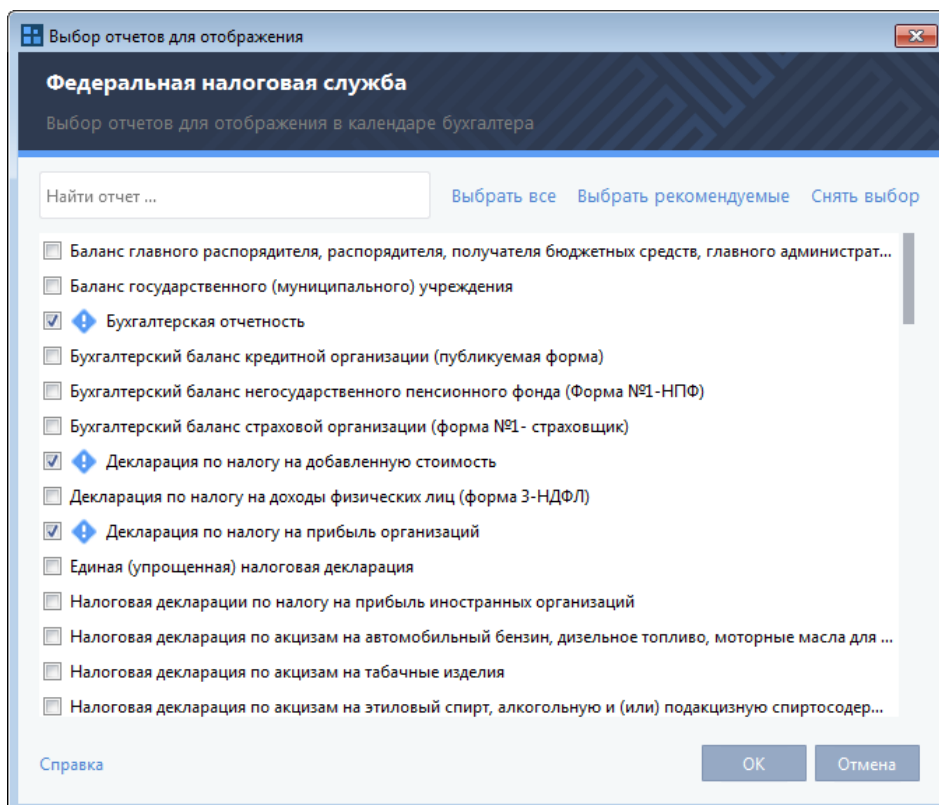 Выбор отчетов для отображения
Федеральная налоговая служба
Выбор отчетов для отображения в календаре бухгалтера
Найти отчет ...
Выбрать все Выбрать рекомендуемые Снять выбор
Баланс главного распорядителя, распорядителя, получателя бюджетных средств, главного администрат...
Баланс государственного (муниципального) учреждения
Бухгалтерская отчетность
Бухгалтерский баланс кредитной организации (публикуемая форма)
Бухгалтерский баланс негосударственного пенсионного фонда (Форма №1-НПФ)
Бухгалтерский баланс страховой организации (форма №1- страховщик)
Декларация по налогу на добавленную стоимость
Декларация по налогу на доходы физических лиц (форма 3-НДФЛ)
Декларация по налогу на прибыль организаций
Единая (упрощенная) налоговая декларация
Налоговая декларации по налогу на прибыль иностранных организаций
Налоговая декларация по акцизам на автомобильный бензин, дизельное топливо, моторные масла для ...
Налоговая декларация по акцизам на табачные изделия
Налоговая декларация по акцизам на этиловый спирт, алкогольную и (или) подакцизную спиртосодер...
Справка
ОК Отмена